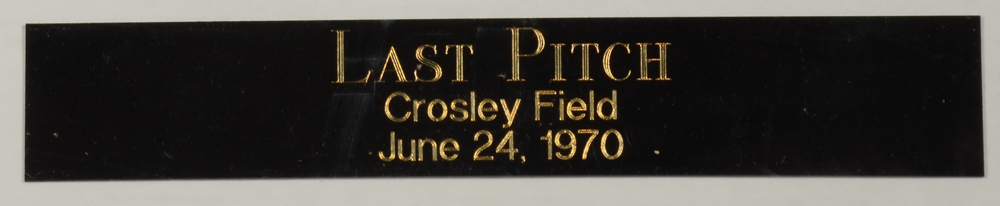 Last Pitch
Crosley Field
June 24, 1970